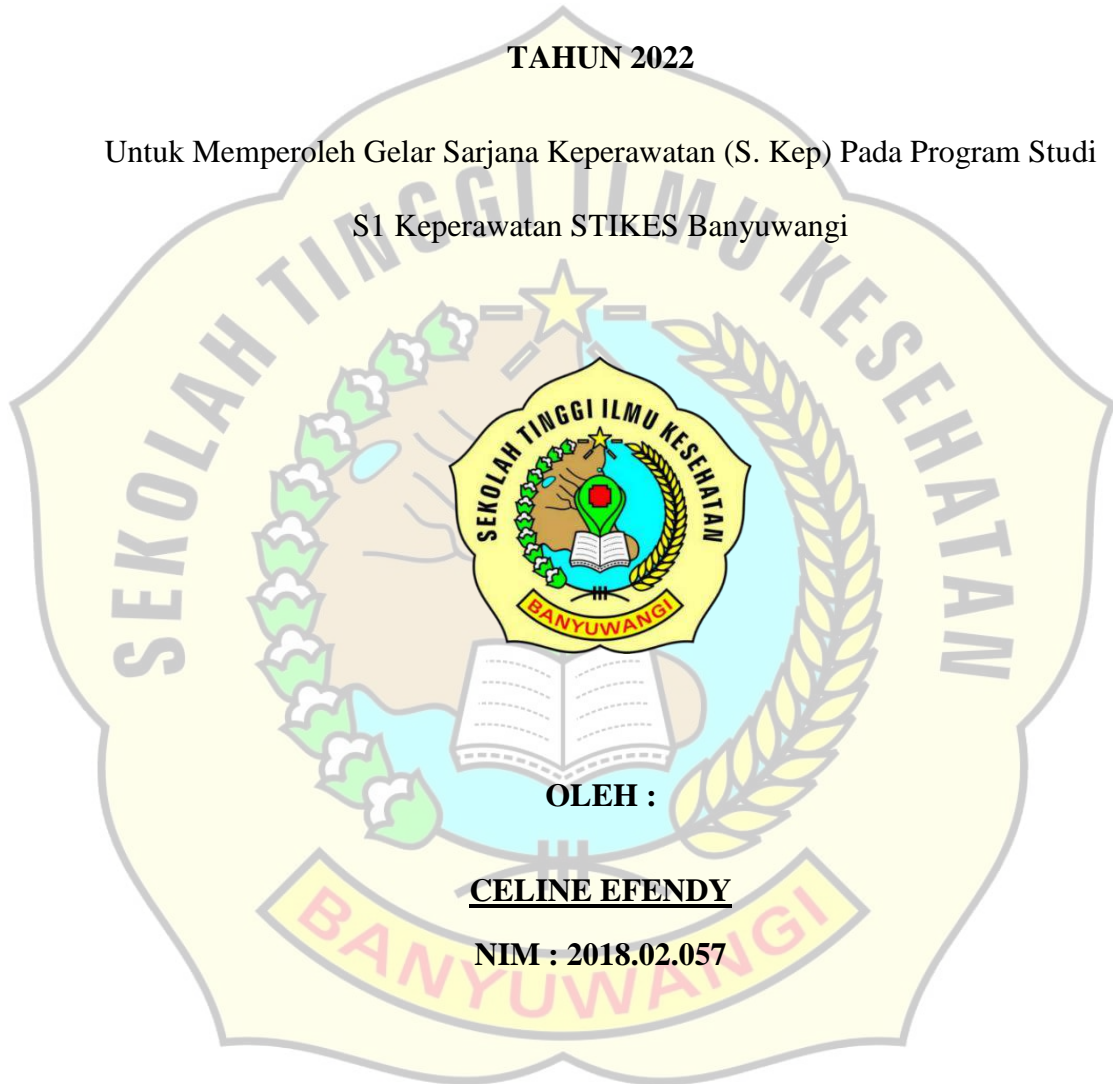 TAHUN 2022
Untuk Memperoleh Gelar Sarjana Keperawatan (S. Kep) Pada Program Studi
S1 Keperawatan STIKES Banyuwangi
SEKOLAH TINGGI ILMU KESEHATAN
SEKOLAH TINGGI ILMU KESEHATAN
BANYUWANGI
OLEH :
CELINE EFENDY
NIM : 2018.02.057
BANYUWANGI